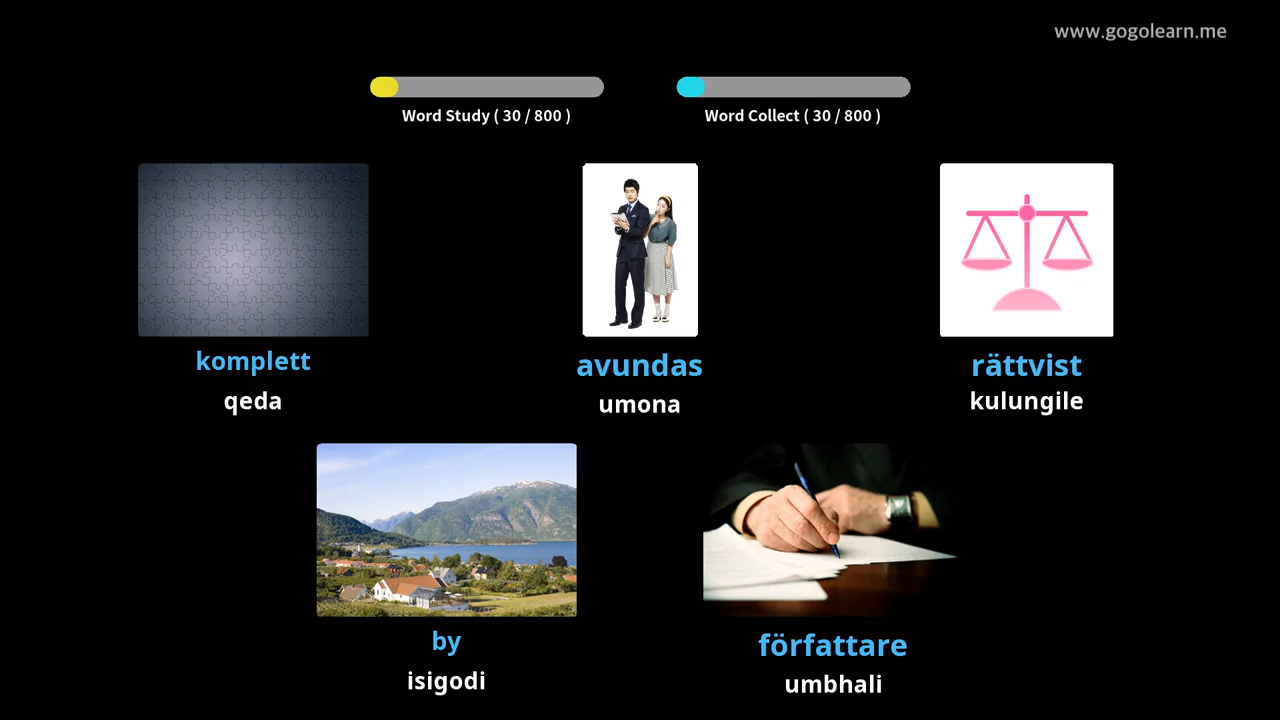 www.gogolearn.me
Word Study ( 30 / 800 )
Word Collect ( 30 / 800 )
komplett
qeda
avundas
umona
rättvist
kulungile
by
isigodi
författare
umbhali